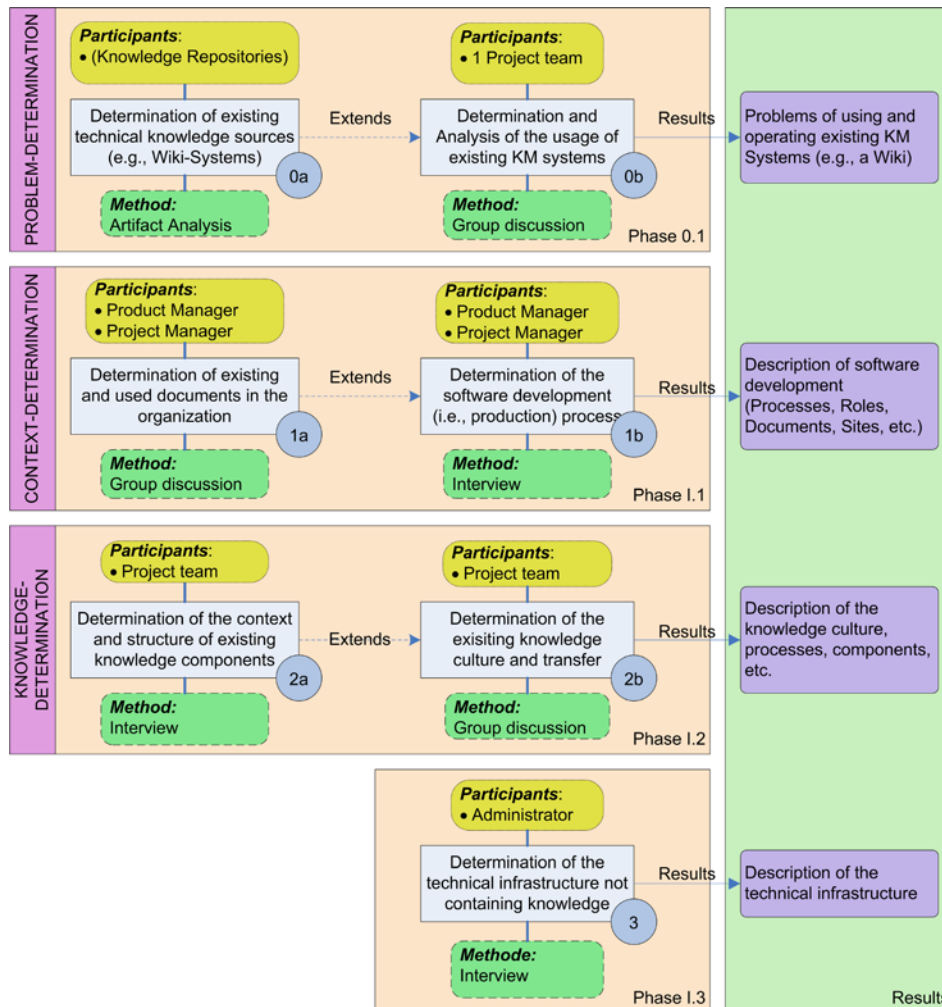 PROBLEM-DETERMINATION
Participants:
• (Knowledge Repositories)
Determination of existing
technical knowledge sources
(e.g., Wiki-Systems)
0a
Method:
Artifact Analysis
Extends
Participants:
• 1 Project team
Determination and
Analysis of the usage of
existing KM systems
0b
Method:
Group discussion
Phase 0.1
Results
Problems of using and
operating existing KM
Systems (e.g., a Wiki)
CONTEXT-DETERMINATION
Participants:
• Product Manager
• Project Manager
Determination of existing
and used documents in the
organization
1a
Method:
Group discussion
Extends
Participants:
• Product Manager
• Project Manager
Determination of the
software development
(i.e., production) process
1b
Method:
Interview
Phase I.1
Results
Description of software
development
(Processes, Roles,
Documents, Sites, etc.)
KNOWLEDGE-
DETERMINATION
Participants:
• Project team
Determination of the context
and structure of existing
knowledge components
2a
Method:
Interview
Extends
Participants:
• Project team
Determination of the
exisiting knowledge
culture and transfer
2b
Method:
Group discussion
Phase I.2
Results
Description of the
knowledge culture,
processes, components,
etc.
Participants:
• Administrator
Determination of the
technical infrastructure not
containing knowledge
3
Methode:
Interview
Phase I.3
Results
Description of the
technical infrastructure
Results